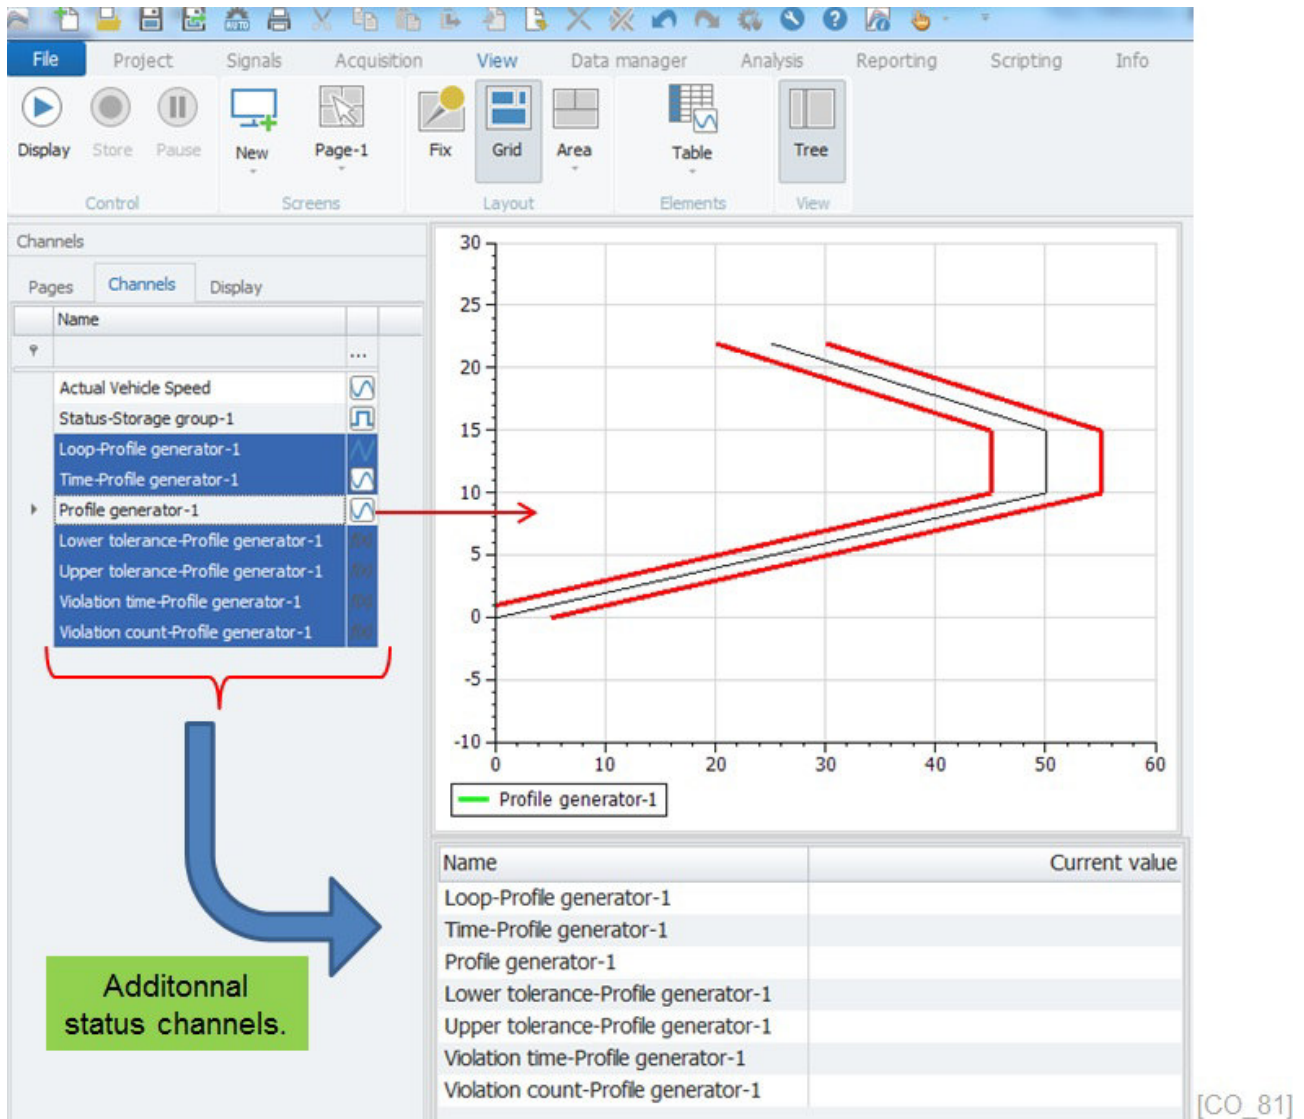 AUTO
File Project Signals Acquisition View Data manager Analysis Reporting Scripting Info
Display Store Pause New Page-1 Fix Grid Area Table Tree
Control Screens Layout Elements View
Channels
Pages Channels Display
Name
...
Actual Vehicle Speed
Status-Storage group-1
Loop-Profile generator-1
Time-Profile generator-1
Profile generator-1
Lower tolerance-Profile generator-1
f(x)
Upper tolerance-Profile generator-1
f(x)
Violation time-Profile generator-1
f(x)
Violation count-Profile generator-1
f(x)
Additonnal
status channels.
30
25
20
15
10
5
0
-5
-10
0 10 20 30 40 50 60
Profile generator-1
Name Current value
Loop-Profile generator-1
Time-Profile generator-1
Profile generator-1
Lower tolerance-Profile generator-1
Upper tolerance-Profile generator-1
Violation time-Profile generator-1
Violation count-Profile generator-1
[CO_81]